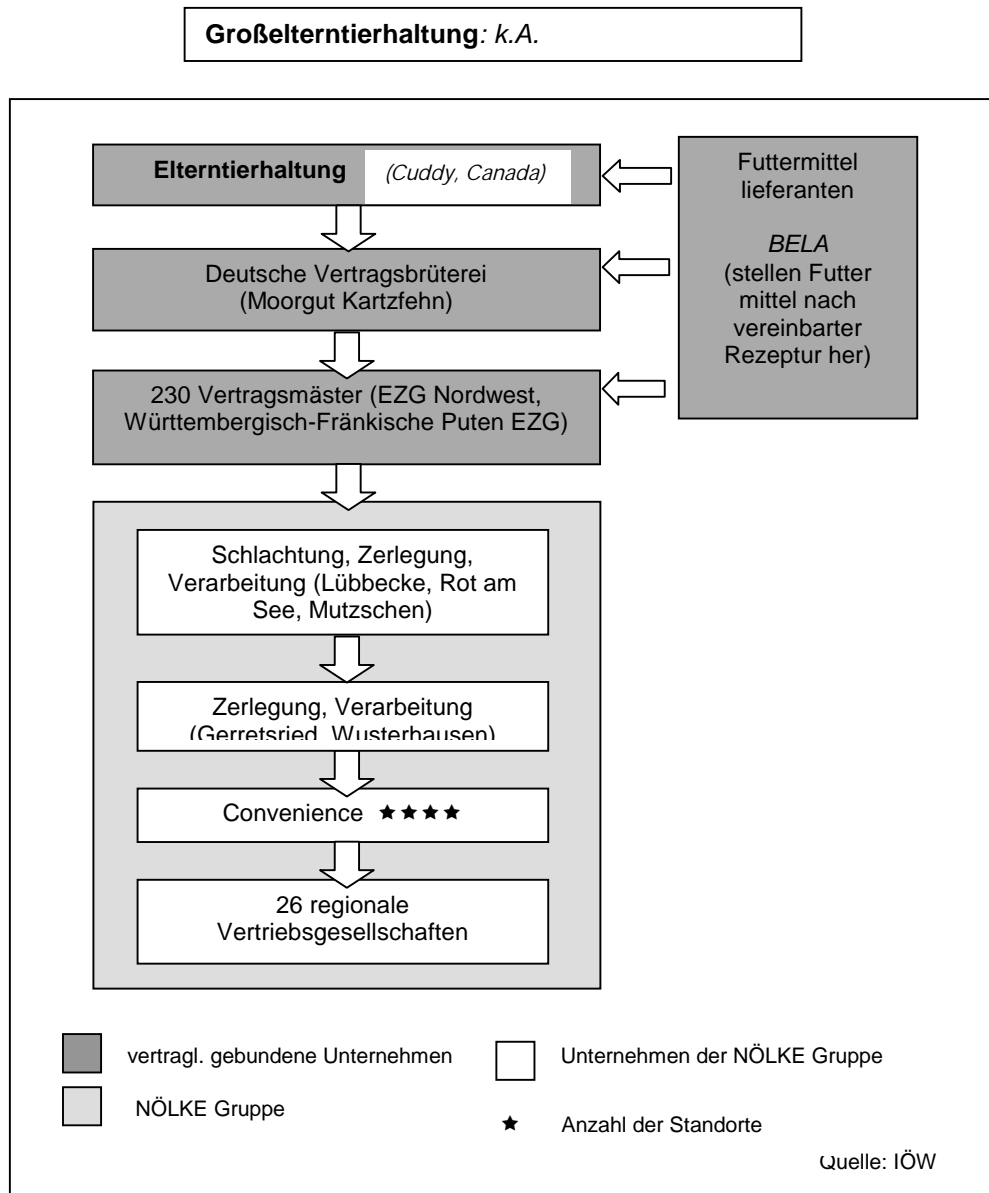 Großelterntierhaltung: k.A.
Elterntierhaltung (Cuddy, Canada)
Deutsche Vertragsbrüterei
(Moorgut Kartzfehn)
230 Vertragsmäster (EZG Nordwest,
Württembergisch-Fränkische Puten EZG)
Futtermittel
lieferanten
BELA
(stellen Futter
mittel nach
vereinbarter
Rezeptur her)
Schlachtung, Zerlegung,
Verarbeitung (Lübbecke, Rot am
See, Mutzschen)
Zerlegung, Verarbeitung
(Gerretsried, Wusterhausen)
Convenience ★★★★
26 regionale
Vertriebsgesellschaften
vertragl. gebundene Unternehmen
Unternehmen der NÖLKE Gruppe
NÖLKE Gruppe
★ Anzahl der Standorte
Quelle: IÖW